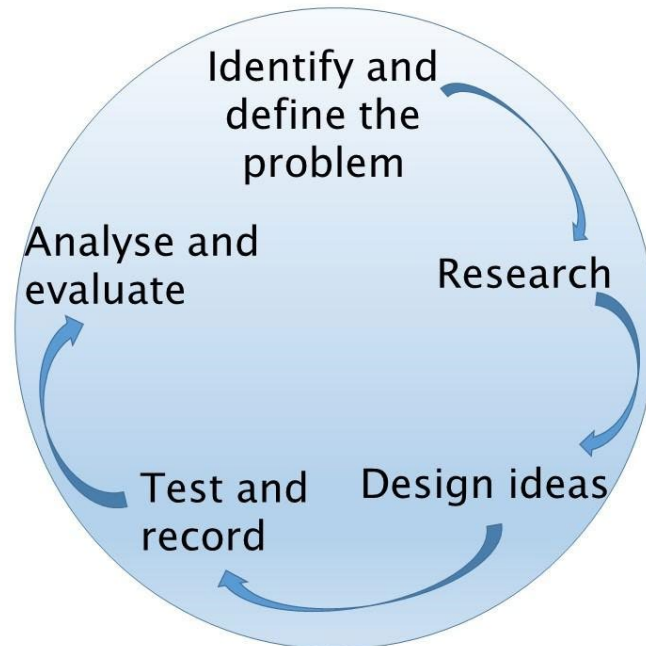 Identify and
define the
problem
Research
Design ideas
Test and
record
Analyse and
evaluate